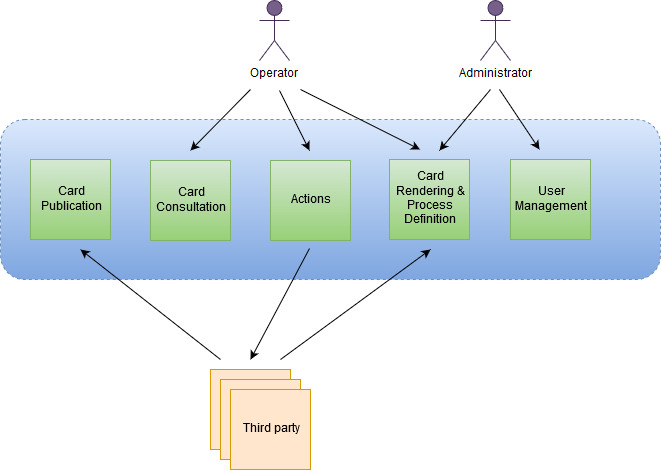 Operator
Administrator
Card
Publication
Card
Consultation
Actions
Card
Rendering &
Process
Definition
User
Management
Third party